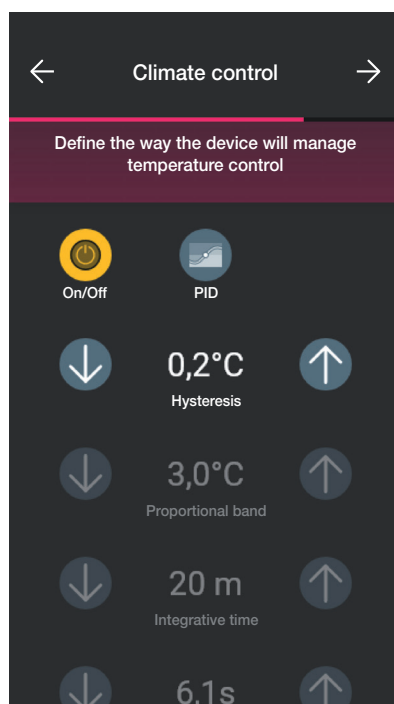 Climate control
Define the way the device will manage
temperature control
On/Off
PID
0,2°C
Hysteresis
3,0°C
Proportional band
20 m
Integrative time
6,1s